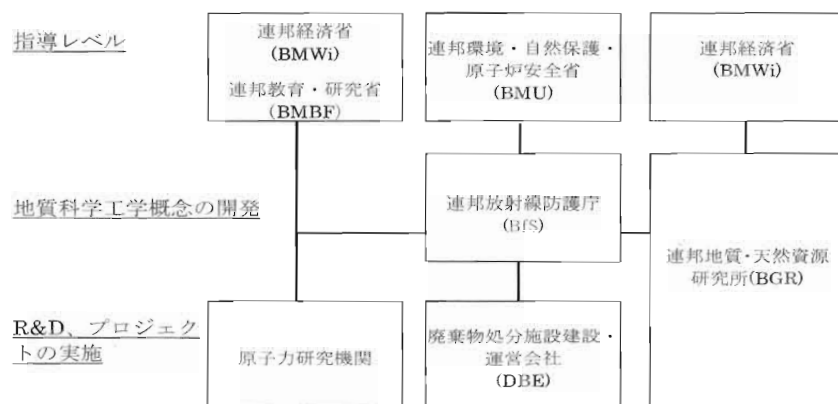 指導レベル
連邦経済省
(BMWi)
連邦教育・研究省
(BMBF)
連邦環境・自然保護・
原子炉安全省
(BMU)
連邦経済省
(BMWi)
地質科学工学概念の開発
連邦放射線防護庁
(BfS)
連邦地質・天然資源
研究所(BGR)
R&D、プロジェク
トの実施
原子力研究機関
廃棄物処分施設建設・
運営会社
(DBE)